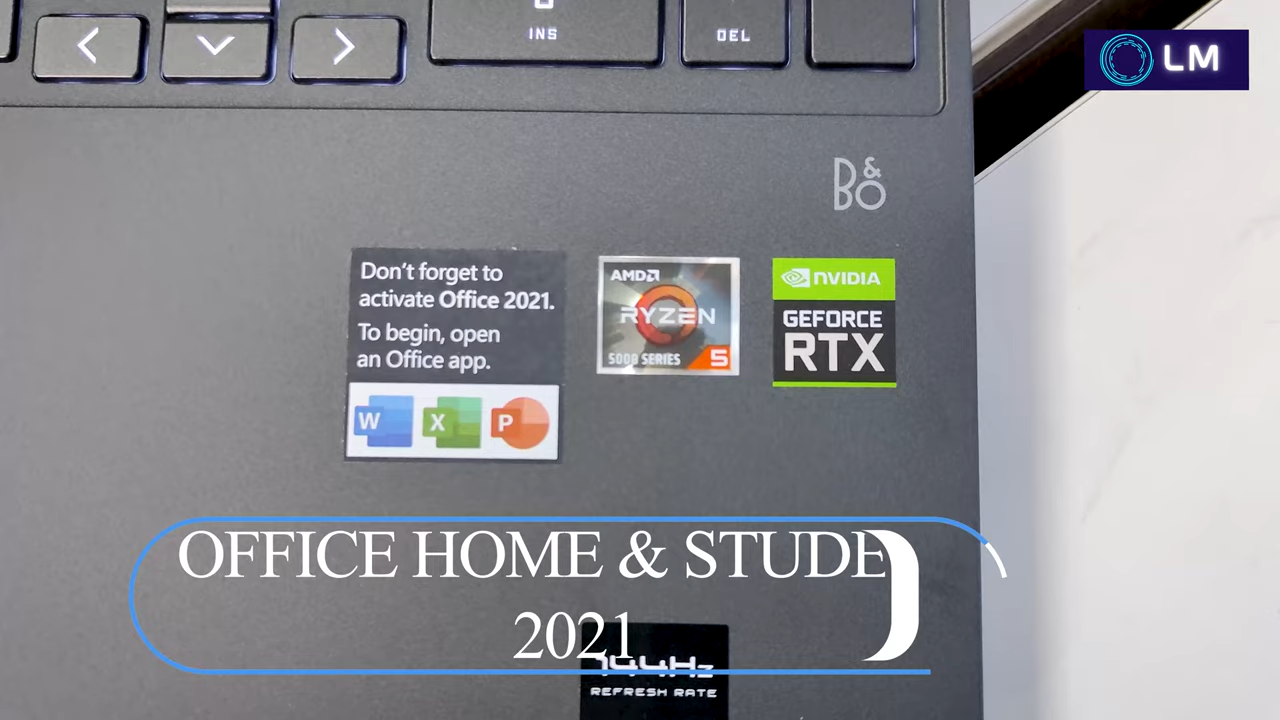 INS
DEL
LM
B&O
Don't forget to
activate Office 2021.
To begin, open
an Office app.
W X P
AMD
RYZEN
5000 SERIES 5
NVIDIA
GEFORCE
RTX
OFFICE HOME & STUDE
2021
144Hz
REFRESH RATE